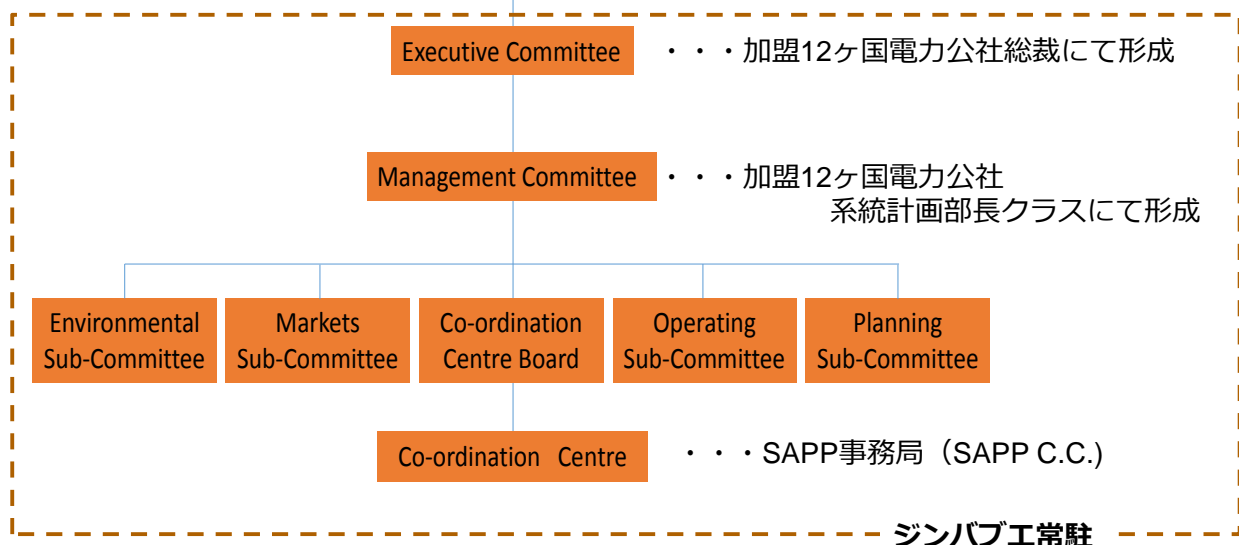 Executive Committee ・・・加盟12ヶ国電力公社総裁にて形成
Management Committee ・・・加盟12ヶ国電力公社
系統計画部長クラスにて形成
Environmental
Sub-Committee
Markets
Sub-Committee
Co-ordination
Centre Board
Operating
Sub-Committee
Planning
Sub-Committee
Co-ordination Centre ・・・SAPP事務局（SAPP C.C.)
ジンバブエ常駐